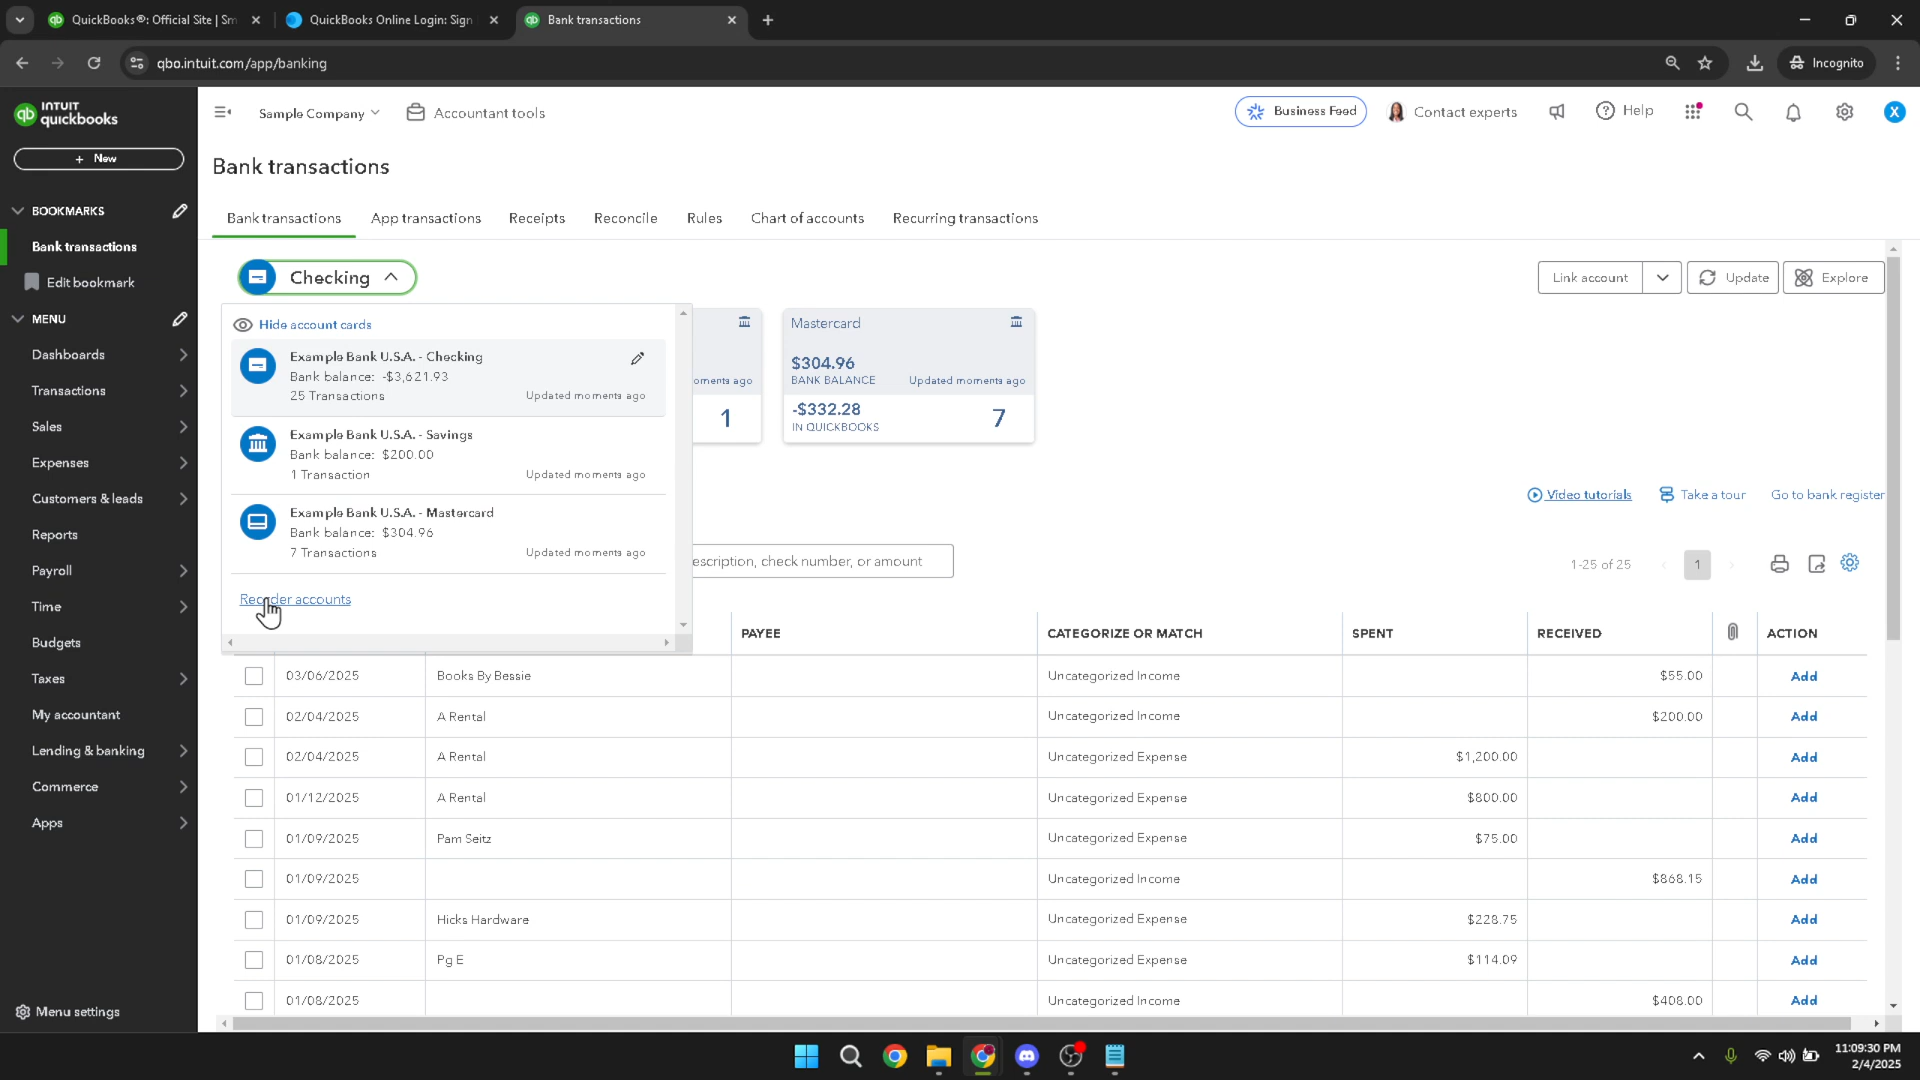 QuickBooks®: Official Site | Sm
QuickBooks Online Login: Sign
Bank transactions
qbo.intuit.com/app/banking
Incognito
INTUIT
quickbooks
Sample Company
Accountant tools
Business Feed
Contact experts
Help
X
+ New
Bank transactions
BOOKMARKS
Bank transactions
App transactions
Receipts
Reconcile
Rules
Chart of accounts
Recurring transactions
Bank transactions
Edit bookmark
Checking
Link account
Update
Explore
MENU
Hide account cards
Mastercard
Dashboards
Example Bank U.S.A. - Checking
Bank balance: -$3,621.93
25 Transactions
Updated moments ago
oments ago
$304.96
BANK BALANCE
Updated moments ago
Transactions
1
-$332.28
IN QUICKBOOKS
7
Sales
Example Bank U.S.A. - Savings
Bank balance: $200.00
1 Transaction
Updated moments ago
Expenses
Customers & leads
Example Bank U.S.A. - Mastercard
Bank balance: $304.96
7 Transactions
Updated moments ago
Video tutorials
Take a tour
Go to bank register
Reports
Payroll
escription, check number, or amount
1-25 of 25
1
Time
Reorder accounts
Budgets
PAYEE
CATEGORIZE OR MATCH
SPENT
RECEIVED
ACTION
Taxes
My accountant
Lending & banking
Commerce
Apps
03/06/2025 Books By Bessie Uncategorized Income $55.00 Add
02/04/2025 A Rental Uncategorized Income $200.00 Add
02/04/2025 A Rental Uncategorized Expense $1,200.00 Add
01/12/2025 A Rental Uncategorized Expense $800.00 Add
01/09/2025 Pam Seitz Uncategorized Expense $75.00 Add
01/09/2025 Uncategorized Income $868.15 Add
01/09/2025 Hicks Hardware Uncategorized Expense $228.75 Add
01/08/2025 Pg E Uncategorized Expense $114.09 Add
01/08/2025 Uncategorized Income $408.00 Add
Menu settings
11:09:30 PM
2/4/2025